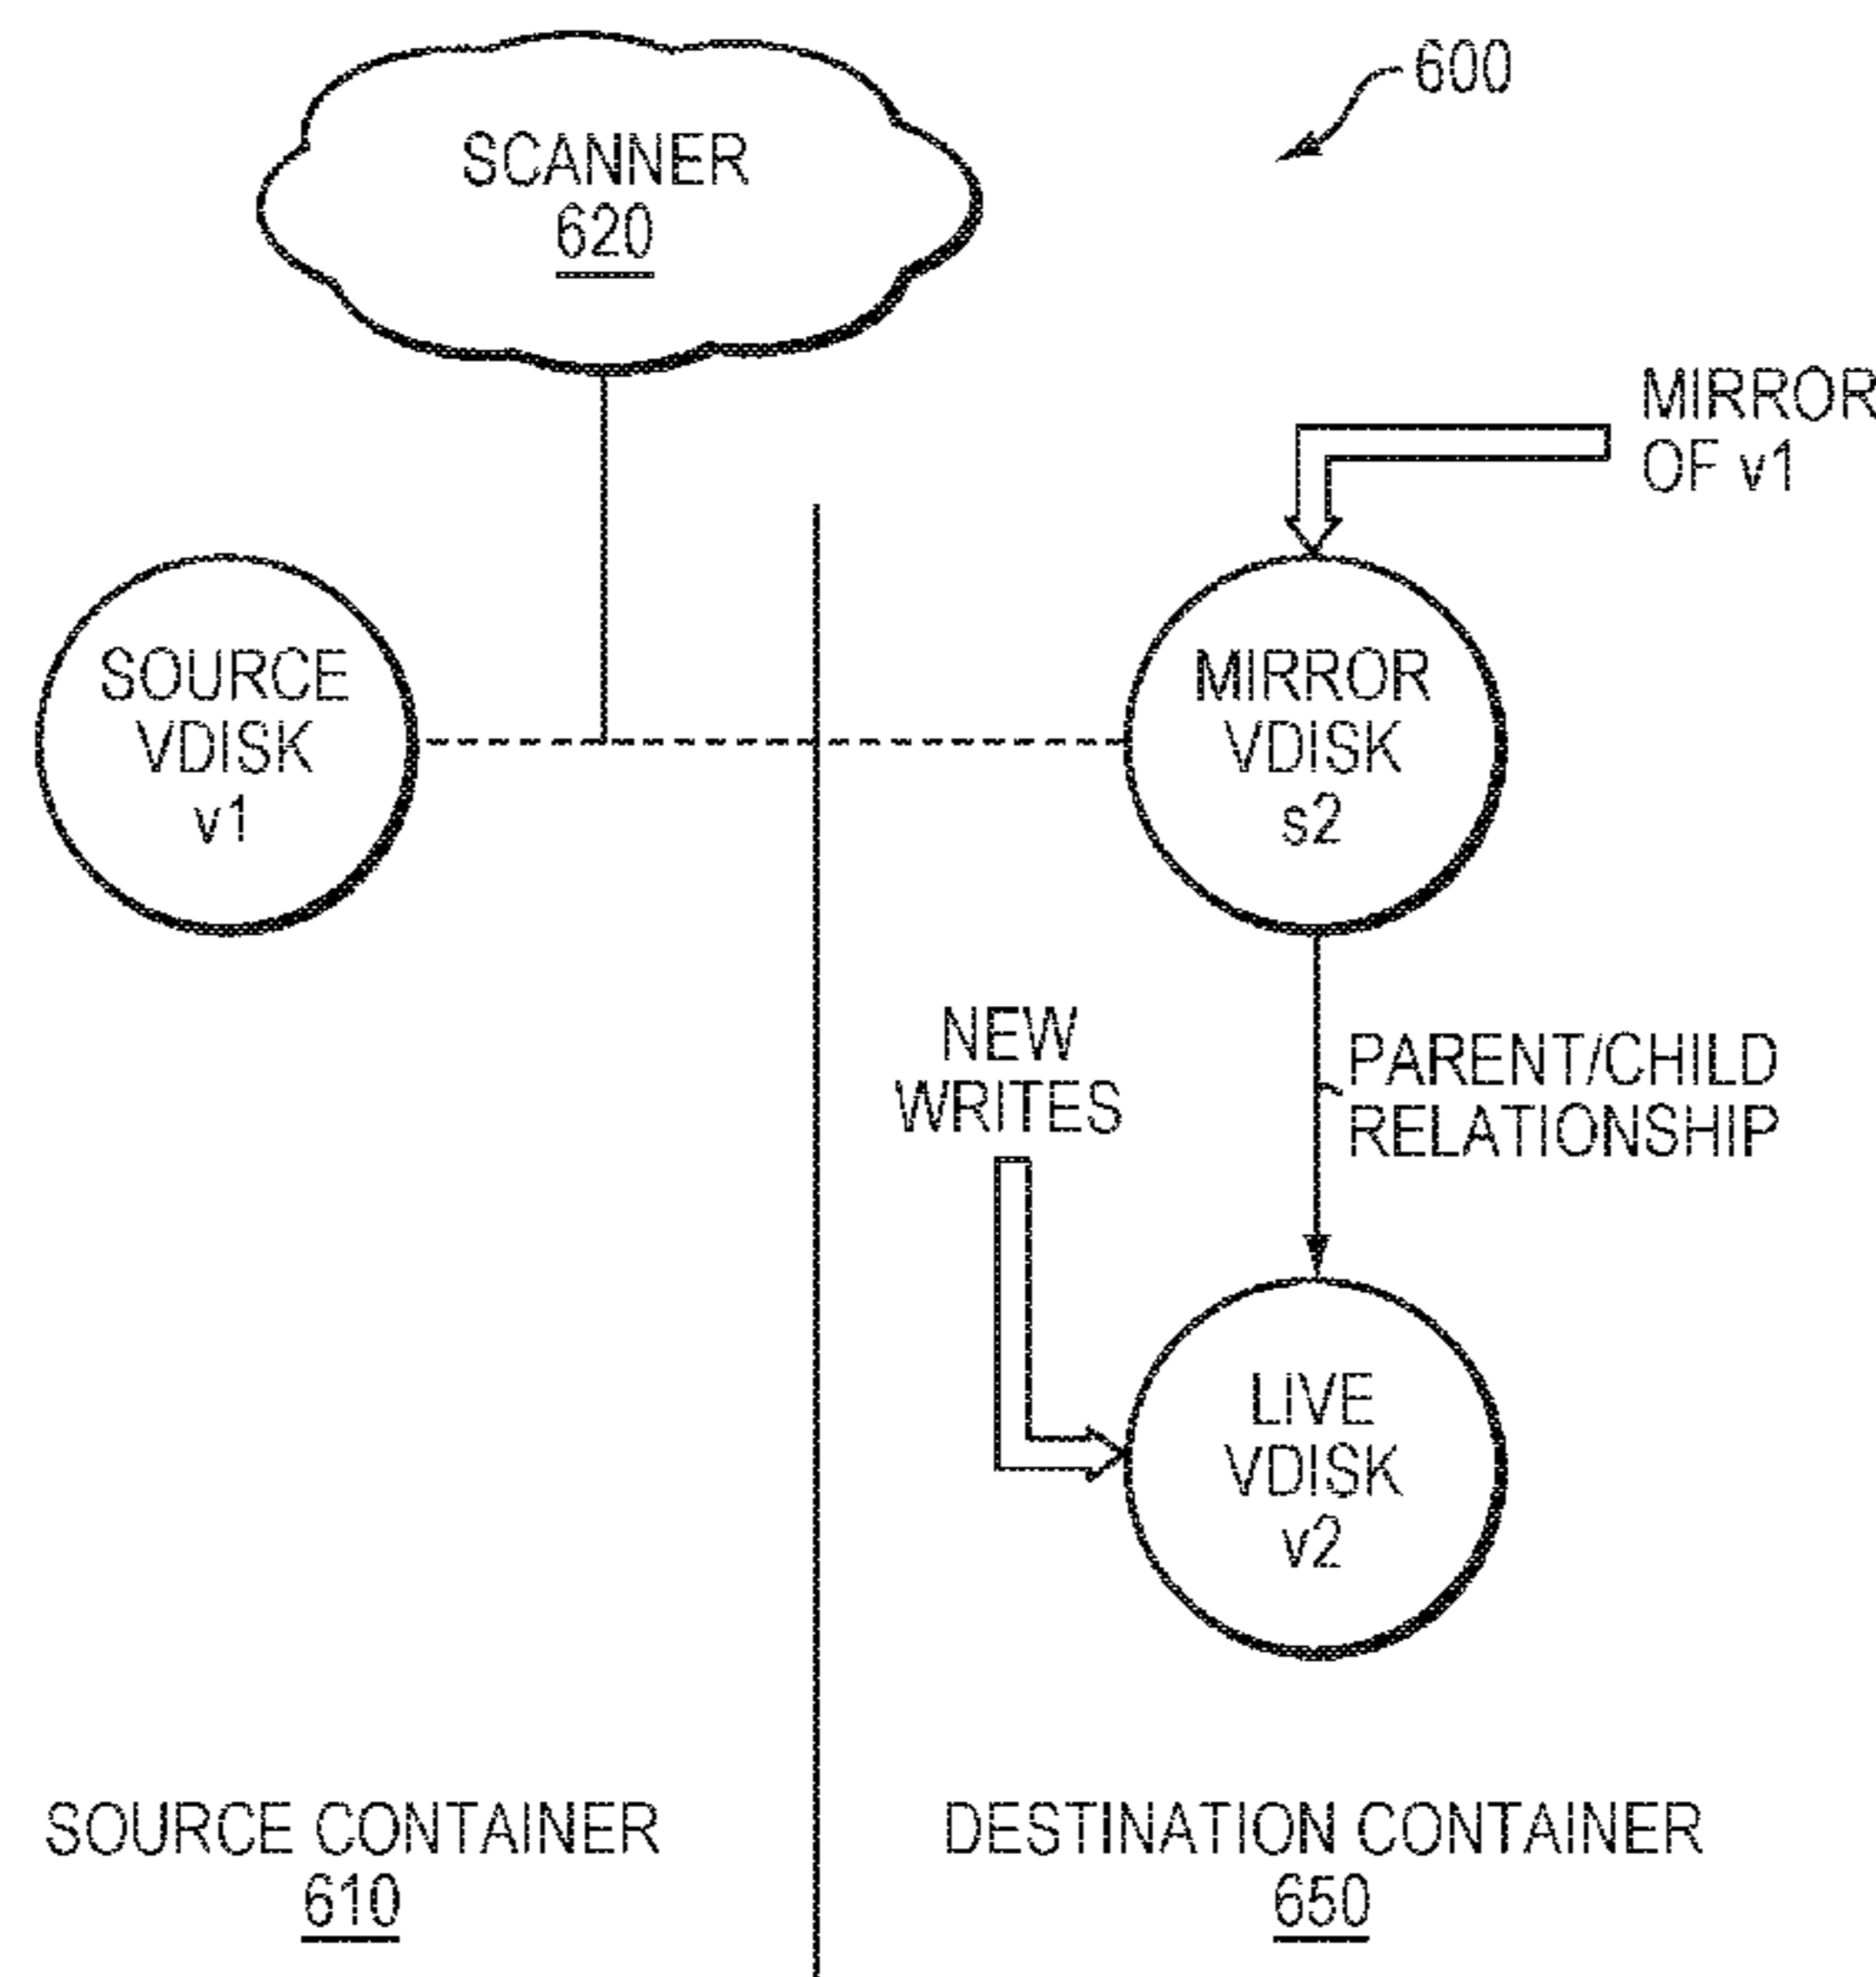 SCANNER
620
600
MIRROR
OF v1
SOURCE
VDISK
v1
MIRROR
VDISK
s2
NEW
WRITES
PARENT/CHILD
RELATIONSHIP
LIVE
VDISK
v2
SOURCE CONTAINER
610
DESTINATION CONTAINER
650